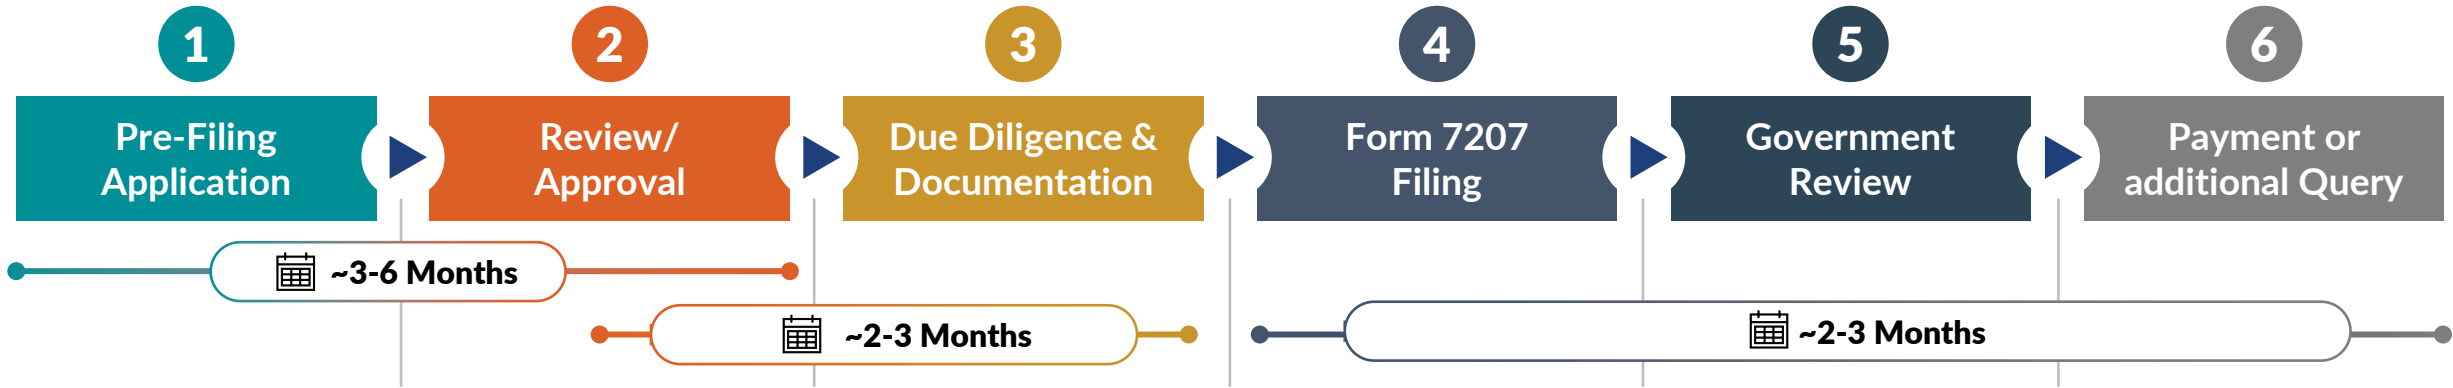 1
2
3
4
5
6
Pre-Filing
Application
Review/
Approval
Due Diligence &
Documentation
Form 7207
Filing
Government
Review
Payment or
additional Query
~3-6 Months
~2-3 Months
~2-3 Months